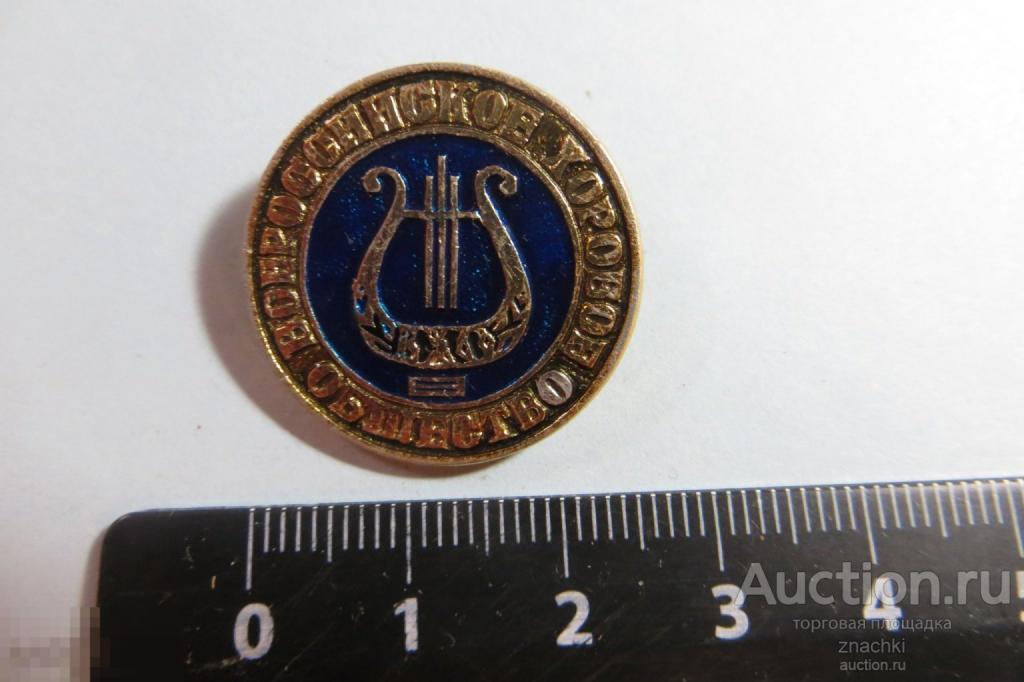 ВСЕРОССИЙСКОЕ ХОРОВОЕ
ОБЩЕСТВО
0 1 2 3 4
Auction.ru
торговая площадка
znachki
auction.ru